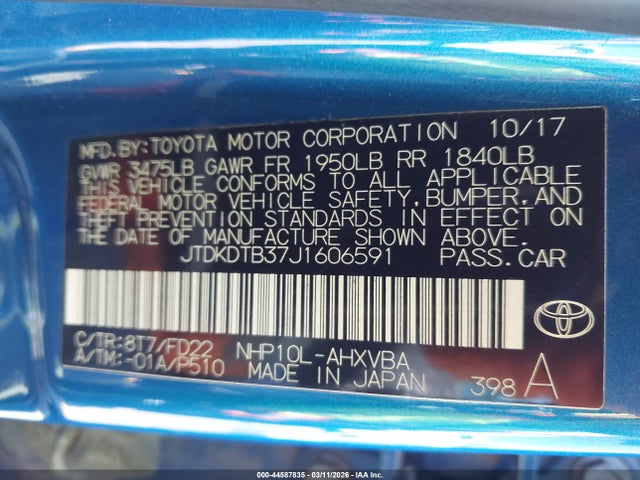 MFD.BY:TOYOTA MOTOR CORPORATION 10/17
GVWR 3475LB GAWR FR 1950LB RR 1840LB
THIS VEHICLE CONFORMS TO ALL APPLICABLE
FEDERAL MOTOR VEHICLE SAFETY,BUMPER,AND
THEFT PREVENTION STANDARDS IN EFFECT ON
THE DATE OF MANUFACTURE SHOWN ABOVE.
JTDKDTB37J1606591 PASS.CAR
C/TR:8T7/FD22 NHP10L-AHXVBA
A/TM:-01A/P510 MADE IN JAPAN 398 A
TOYOTA
000-44587835 - 03/11/2026 - IAA Inc.